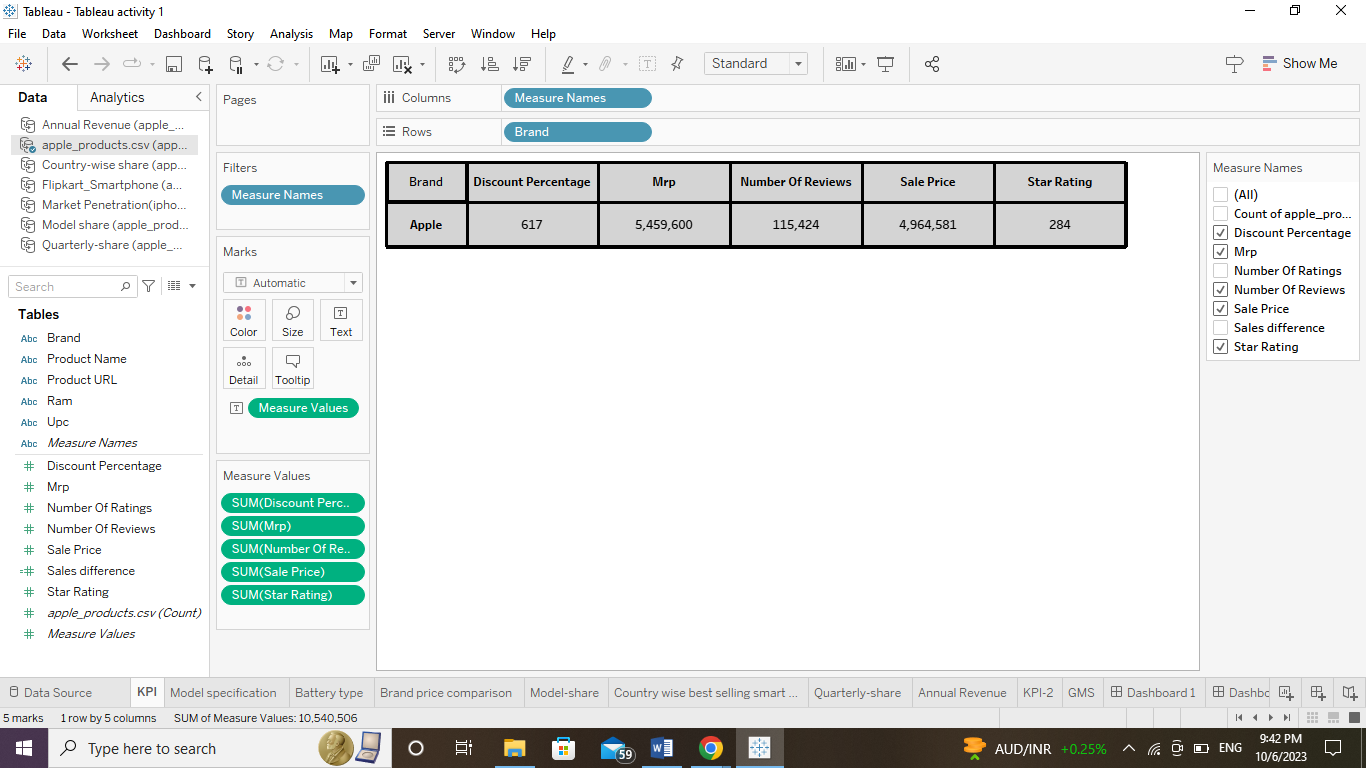 Tableau - Tableau activity 1
File Data Worksheet Dashboard Story Analysis Map Format Server Window Help
Standard
Show Me
Data Analytics
Annual Revenue (apple_...
apple_products.csv (app...
Country-wise share (app...
Flipkart_Smartphone (a...
Market Penetration(ipho...
Model share (apple_prod...
Quarterly-share (apple_...
Search
Tables
Abc Brand
Abc Product Name
Abc Product URL
Abc Ram
Abc Upc
Abc Measure Names
# Discount Percentage
# Mrp
# Number Of Ratings
# Number Of Reviews
# Sale Price
=# Sales difference
# Star Rating
# apple_products.csv (Count)
# Measure Values
Pages
Filters
Measure Names
Marks
T Automatic
Color Size Text
Detail Tooltip
T Measure Values
Measure Values
SUM(Discount Perc..
SUM(Mrp)
SUM(Number Of Re..
SUM(Sale Price)
SUM(Star Rating)
Columns Measure Names
Rows Brand
Brand Discount Percentage Mrp Number Of Reviews Sale Price Star Rating
Apple 617 5,459,600 115,424 4,964,581 284
Measure Names
(All)
Count of apple_pro...
Discount Percentage
Mrp
Number Of Ratings
Number Of Reviews
Sale Price
Sales difference
Star Rating
Data Source KPI Model specification Battery type Brand price comparison Model-share Country wise best selling smart ... Quarterly-share Annual Revenue KPI-2 GMS Dashboard 1 Dashbo
5 marks 1 row by 5 columns SUM of Measure Values: 10,540,506
Type here to search
59
W
AUD/INR +0.25%
ENG
9:42 PM
10/6/2023